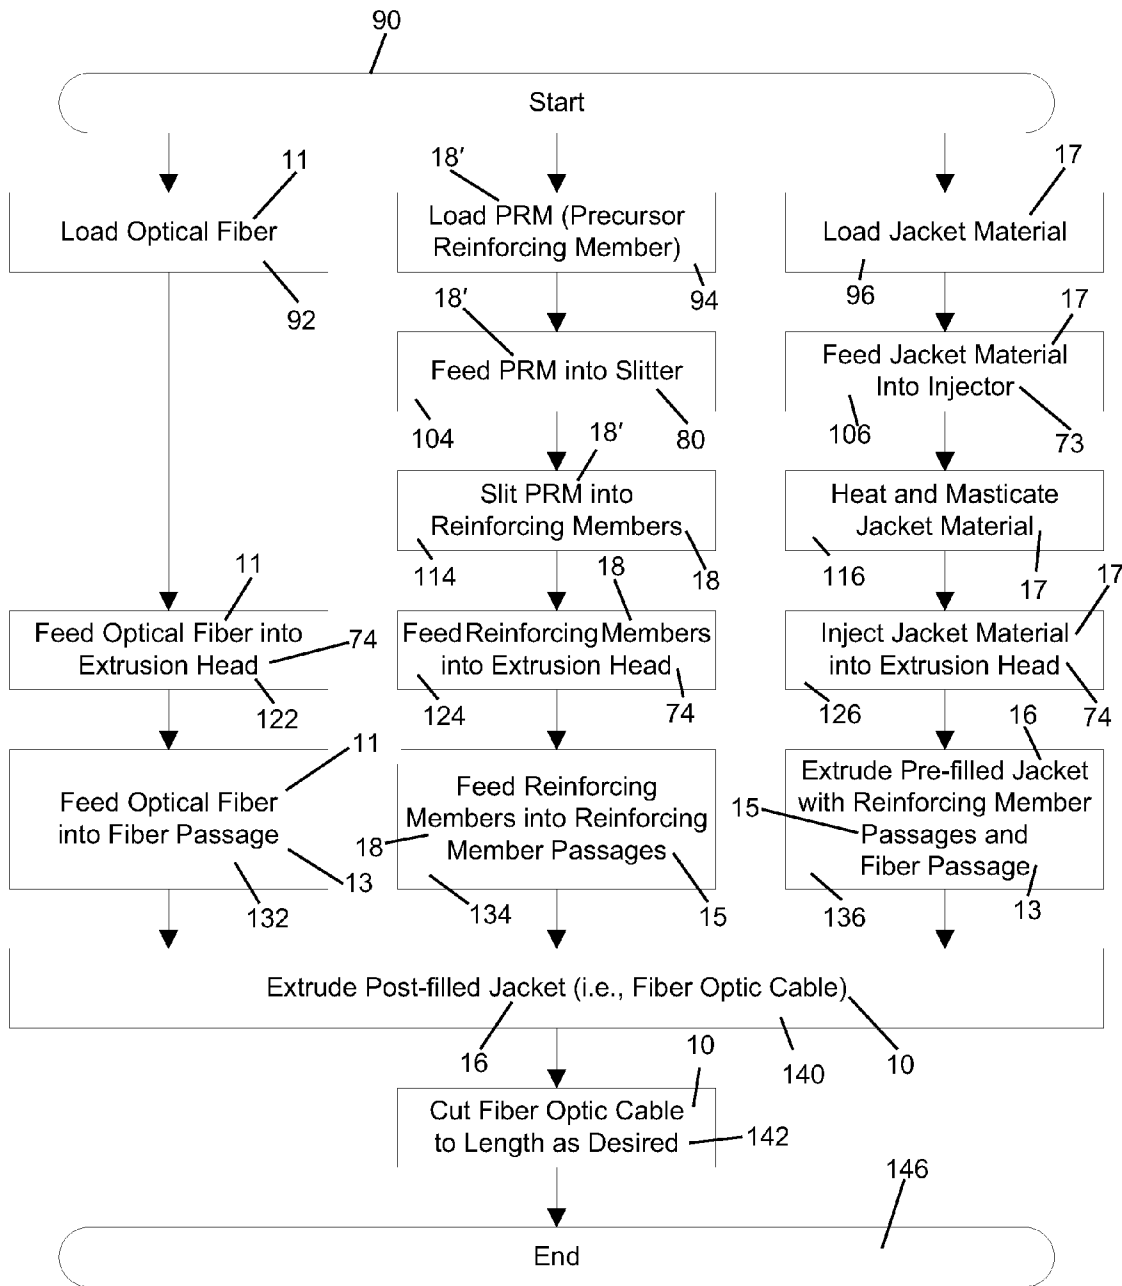 90
Start
11
18′
17
Load Optical Fiber
Load PRM (Precursor
Reinforcing Member)
Load Jacket Material
92
94
96
18′
17
Feed PRM into Slitter
Feed Jacket Material
Into Injector
104
80
106
73
18′
Slit PRM into
Reinforcing Members
Heat and Masticate
Jacket Material
114
18
116
17
11
18
17
Feed Optical Fiber into
Extrusion Head
74
Feed Reinforcing Members
into Extrusion Head
Inject Jacket Material
into Extrusion Head
122
124
74
126
74
11
16
Feed Optical Fiber
into Fiber Passage
Feed Reinforcing
Members into Reinforcing
Member Passages
Extrude Pre-filled Jacket
with Reinforcing Member
Passages and
Fiber Passage
15
18
13
132
134
15
136
13
Extrude Post-filled Jacket (i.e., Fiber Optic Cable)
16
10
140
10
Cut Fiber Optic Cable
to Length as Desired
142
146
End